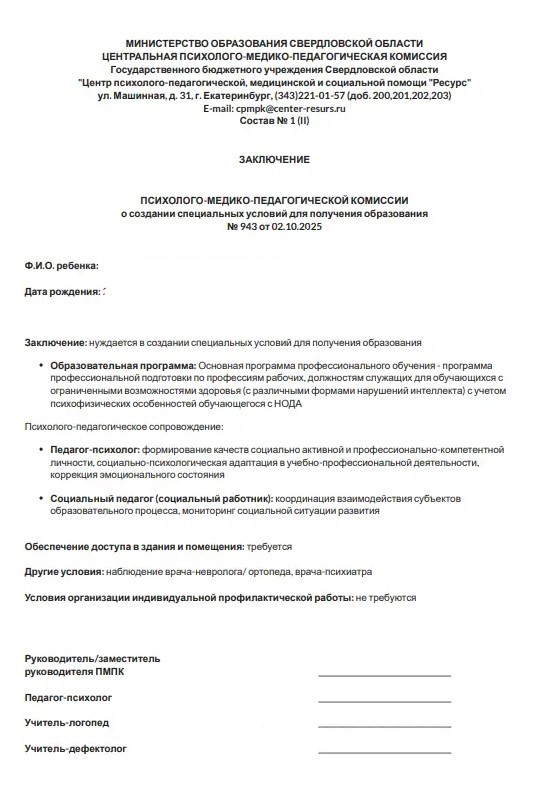 МИНИСТЕРСТВО ОБРАЗОВАНИЯ СВЕРДЛОВСКОЙ ОБЛАСТИ
ЦЕНТРАЛЬНАЯ ПСИХОЛОГО-МЕДИКО-ПЕДАГОГИЧЕСКАЯ КОМИССИЯ
Государственного бюджетного учреждения Свердловской области
"Центр психолого-педагогической, медицинской и социальной помощи "Ресурс"
ул. Машинная, д. 31, г. Екатеринбург, (343)221-01-57 (доб. 200,201,202,203)
E-mail: cpmpk@center-resurs.ru
Состав № 1 (II)
ЗАКЛЮЧЕНИЕ
ПСИХОЛОГО-МЕДИКО-ПЕДАГОГИЧЕСКОЙ КОМИССИИ
о создании специальных условий для получения образования
№ 943 от 02.10.2025
Ф.И.О. ребенка:
Дата рождения:
Заключение: нуждается в создании специальных условий для получения образования
• Образовательная программа: Основная программа профессионального обучения - программа
профессиональной подготовки по профессиям рабочих, должностям служащих для обучающихся с
ограниченными возможностями здоровья (с различными формами нарушений интеллекта) с учетом
психофизических особенностей обучающегося с НОДА
Психолого-педагогическое сопровождение:
• Педагог-психолог: формирование качеств социально активной и профессионально-компетентной
личности, социально-психологическая адаптация в учебно-профессиональной деятельности,
коррекция эмоционального состояния
• Социальный педагог (социальный работник): координация взаимодействия субъектов
образовательного процесса, мониторинг социальной ситуации развития
Обеспечение доступа в здания и помещения: требуется
Другие условия: наблюдение врача-невролога/ ортопеда, врача-психиатра
Условия организации индивидуальной профилактической работы: не требуются
Руководитель/заместитель
руководителя ПМПК
Педагог-психолог
Учитель-логопед
Учитель-дефектолог